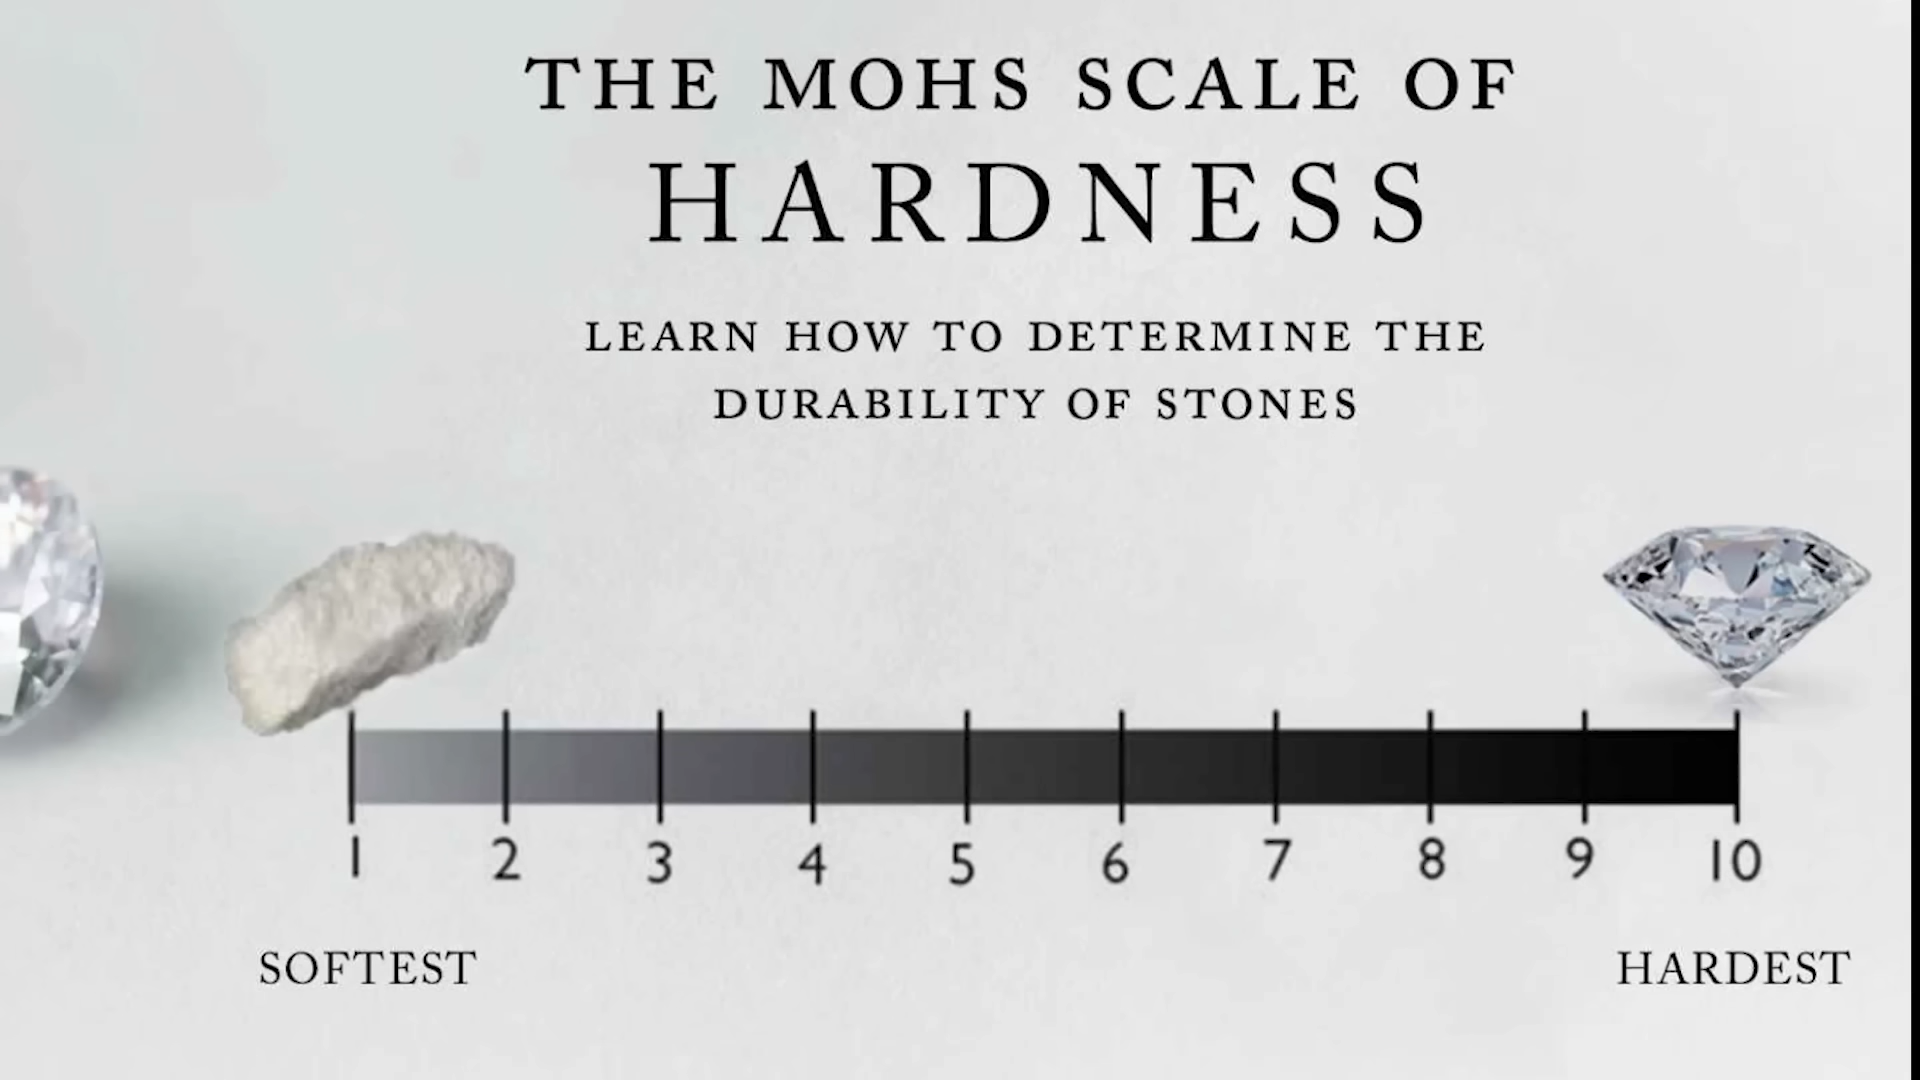 THE MOHS SCALE OF
HARDNESS
LEARN HOW TO DETERMINE THE
DURABILITY OF STONES
1 2 3 4 5 6 7 8 9 10
SOFTEST HARDEST